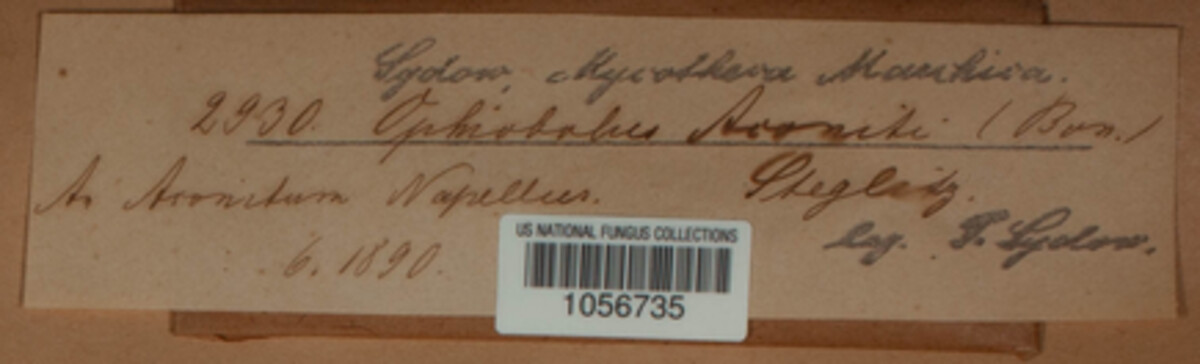 Sydow, Mycotheca Marchica.
2930. Ophiobolus Aconiti (Bon.)
An Aconitum Napellus. Steglitz.
6. 1890. leg. P. Sydow.
US NATIONAL FUNGUS COLLECTIONS
1056735